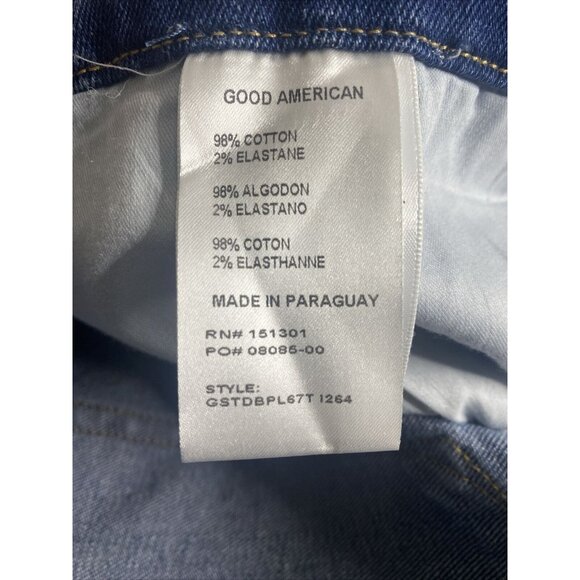 GOOD AMERICAN
98% COTTON
2% ELASTANE
98% ALGODON
2% ELASTANO
98% COTON
2% ELASTHANNE
MADE IN PARAGUAY
RN# 151301
PO# 08085-00
STYLE:
GSTDBPL67T I264